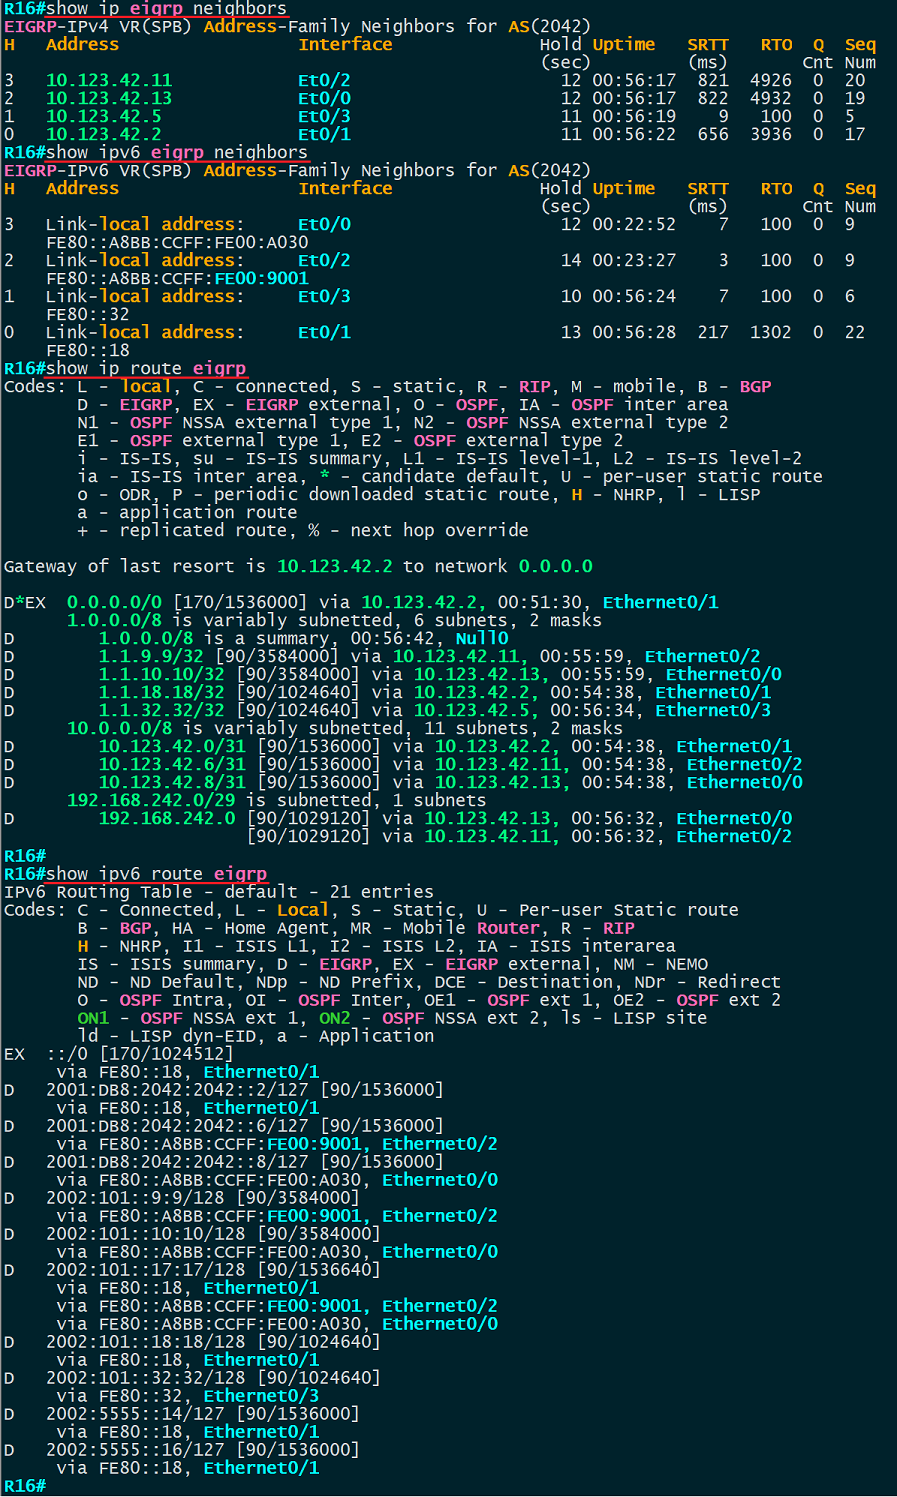 R16#show ip eigrp neighbors
EIGRP-IPv4 VR(SPB) Address-Family Neighbors for AS(2042)
H   Address                 Interface              Hold Uptime   SRTT   RTO  Q  Seq
                                                   (sec)         (ms)       Cnt Num
3   10.123.42.11            Et0/2                    12 00:56:17  821  4926  0  20
2   10.123.42.13            Et0/0                    12 00:56:17  822  4932  0  19
1   10.123.42.5             Et0/3                    11 00:56:19    9   100  0  5
0   10.123.42.2             Et0/1                    11 00:56:22  656  3936  0  17
R16#show ipv6 eigrp neighbors
EIGRP-IPv6 VR(SPB) Address-Family Neighbors for AS(2042)
H   Address                 Interface              Hold Uptime   SRTT   RTO  Q  Seq
                                                   (sec)         (ms)       Cnt Num
3   Link-local address:     Et0/0                    12 00:22:52    7   100  0  9
    FE80::A8BB:CCFF:FE00:A030
2   Link-local address:     Et0/2                    14 00:23:27    3   100  0  9
    FE80::A8BB:CCFF:FE00:9001
1   Link-local address:     Et0/3                    10 00:56:24    7   100  0  6
    FE80::32
0   Link-local address:     Et0/1                    13 00:56:28  217  1302  0  22
    FE80::18
R16#show ip route eigrp
Codes: L - local, C - connected, S - static, R - RIP, M - mobile, B - BGP
       D - EIGRP, EX - EIGRP external, O - OSPF, IA - OSPF inter area
       N1 - OSPF NSSA external type 1, N2 - OSPF NSSA external type 2
       E1 - OSPF external type 1, E2 - OSPF external type 2
       i - IS-IS, su - IS-IS summary, L1 - IS-IS level-1, L2 - IS-IS level-2
       ia - IS-IS inter area, * - candidate default, U - per-user static route
       o - ODR, P - periodic downloaded static route, H - NHRP, l - LISP
       a - application route
       + - replicated route, % - next hop override
Gateway of last resort is 10.123.42.2 to network 0.0.0.0
D*EX  0.0.0.0/0 [170/1536000] via 10.123.42.2, 00:51:30, Ethernet0/1
      1.0.0.0/8 is variably subnetted, 6 subnets, 2 masks
D        1.0.0.0/8 is a summary, 00:56:42, Null0
D        1.1.9.9/32 [90/3584000] via 10.123.42.11, 00:55:59, Ethernet0/2
D        1.1.10.10/32 [90/3584000] via 10.123.42.13, 00:55:59, Ethernet0/0
D        1.1.18.18/32 [90/1024640] via 10.123.42.2, 00:54:38, Ethernet0/1
D        1.1.32.32/32 [90/1024640] via 10.123.42.5, 00:56:34, Ethernet0/3
      10.0.0.0/8 is variably subnetted, 11 subnets, 2 masks
D        10.123.42.0/31 [90/1536000] via 10.123.42.2, 00:54:38, Ethernet0/1
D        10.123.42.6/31 [90/1536000] via 10.123.42.11, 00:54:38, Ethernet0/2
D        10.123.42.8/31 [90/1536000] via 10.123.42.13, 00:54:38, Ethernet0/0
      192.168.242.0/29 is subnetted, 1 subnets
D        192.168.242.0 [90/1029120] via 10.123.42.13, 00:56:32, Ethernet0/0
                       [90/1029120] via 10.123.42.11, 00:56:32, Ethernet0/2
R16#
R16#show ipv6 route eigrp
IPv6 Routing Table - default - 21 entries
Codes: C - Connected, L - Local, S - Static, U - Per-user Static route
       B - BGP, HA - Home Agent, MR - Mobile Router, R - RIP
       H - NHRP, I1 - ISIS L1, I2 - ISIS L2, IA - ISIS interarea
       IS - ISIS summary, D - EIGRP, EX - EIGRP external, NM - NEMO
       ND - ND Default, NDp - ND Prefix, DCE - Destination, NDr - Redirect
       O - OSPF Intra, OI - OSPF Inter, OE1 - OSPF ext 1, OE2 - OSPF ext 2
       ON1 - OSPF NSSA ext 1, ON2 - OSPF NSSA ext 2, ls - LISP site
       ld - LISP dyn-EID, a - Application
EX  ::/0 [170/1024512]
     via FE80::18, Ethernet0/1
D   2001:DB8:2042:2042::2/127 [90/1536000]
     via FE80::18, Ethernet0/1
D   2001:DB8:2042:2042::6/127 [90/1536000]
     via FE80::A8BB:CCFF:FE00:9001, Ethernet0/2
D   2001:DB8:2042:2042::8/127 [90/1536000]
     via FE80::A8BB:CCFF:FE00:A030, Ethernet0/0
D   2002:101::9:9/128 [90/3584000]
     via FE80::A8BB:CCFF:FE00:9001, Ethernet0/2
D   2002:101::10:10/128 [90/3584000]
     via FE80::A8BB:CCFF:FE00:A030, Ethernet0/0
D   2002:101::17:17/128 [90/1536640]
     via FE80::18, Ethernet0/1
     via FE80::A8BB:CCFF:FE00:9001, Ethernet0/2
     via FE80::A8BB:CCFF:FE00:A030, Ethernet0/0
D   2002:101::18:18/128 [90/1024640]
     via FE80::18, Ethernet0/1
D   2002:101::32:32/128 [90/1024640]
     via FE80::32, Ethernet0/3
D   2002:5555::14/127 [90/1536000]
     via FE80::18, Ethernet0/1
D   2002:5555::16/127 [90/1536000]
     via FE80::18, Ethernet0/1
R16#